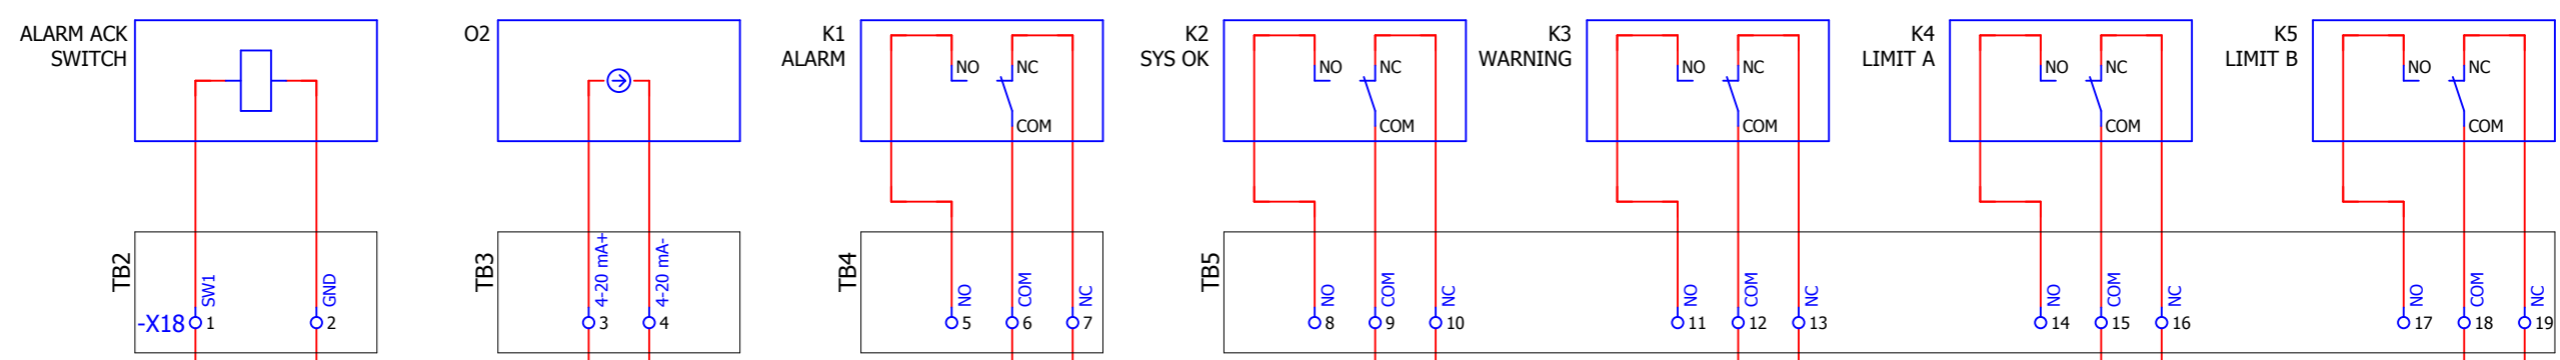 ALARM ACK
SWITCH
O2
K1
ALARM
NO
NC
COM
K2
SYS OK
NO
NC
COM
K3
WARNING
NO
NC
COM
K4
LIMIT A
NO
NC
COM
K5
LIMIT B
NO
NC
COM
TB2
SW1
GND
-X18
1
2
TB3
4-20 mA+
4-20 mA-
3
4
TB4
NO
COM
NC
5
6
7
TB5
NO
COM
NC
8
9
10
NO
COM
NC
11
12
13
NO
COM
NC
14
15
16
NO
COM
NC
17
18
19